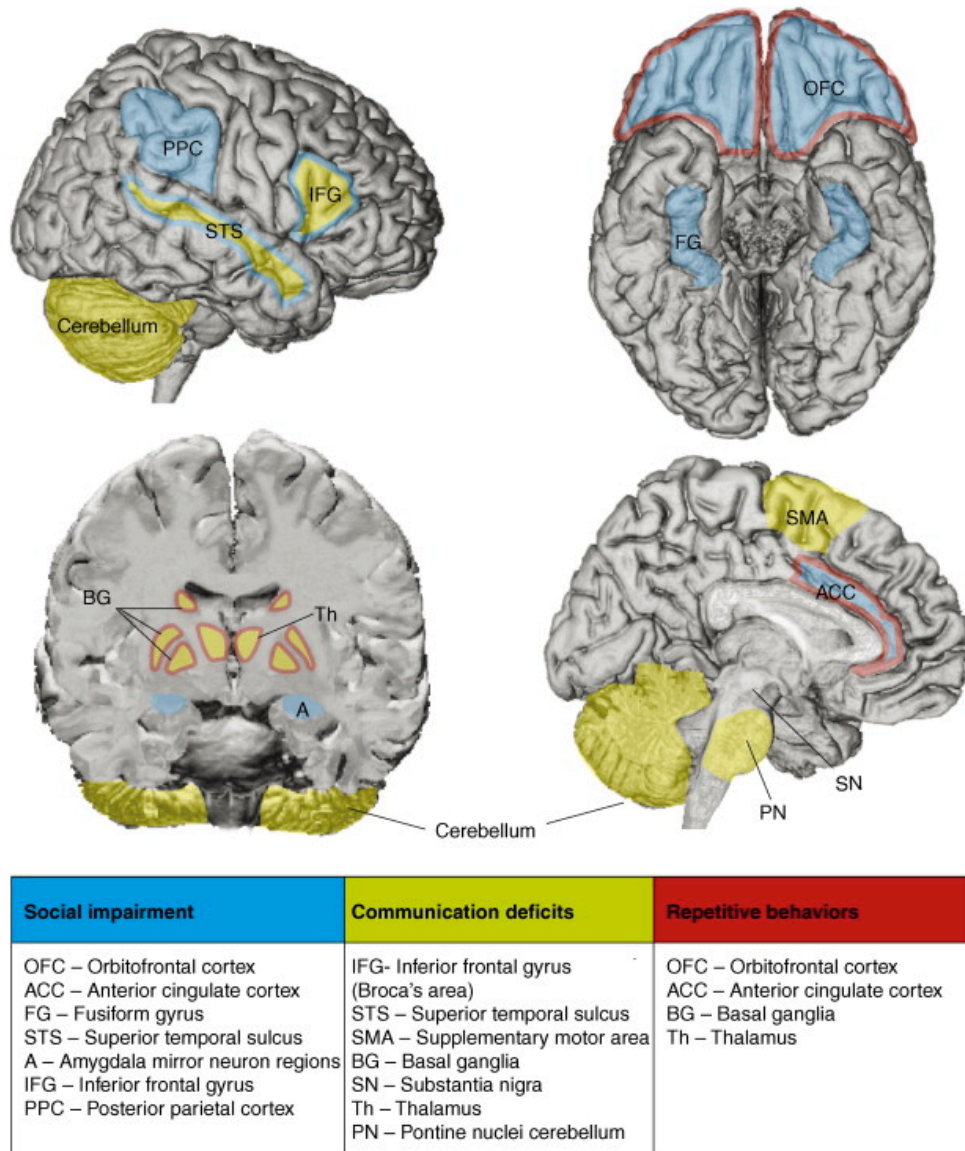 PPC
IFG
STS
Cerebellum
OFC
FG
BG
Th
A
SMA
ACC
SN
PN
Cerebellum
Social impairment
OFC – Orbitofrontal cortex
ACC – Anterior cingulate cortex
FG – Fusiform gyrus
STS – Superior temporal sulcus
A – Amygdala mirror neuron regions
IFG – Inferior frontal gyrus
PPC – Posterior parietal cortex
Communication deficits
IFG- Inferior frontal gyrus
(Broca's area)
STS – Superior temporal sulcus
SMA – Supplementary motor area
BG – Basal ganglia
SN – Substantia nigra
Th – Thalamus
PN – Pontine nuclei cerebellum
Repetitive behaviors
OFC – Orbitofrontal cortex
ACC – Anterior cingulate cortex
BG – Basal ganglia
Th – Thalamus